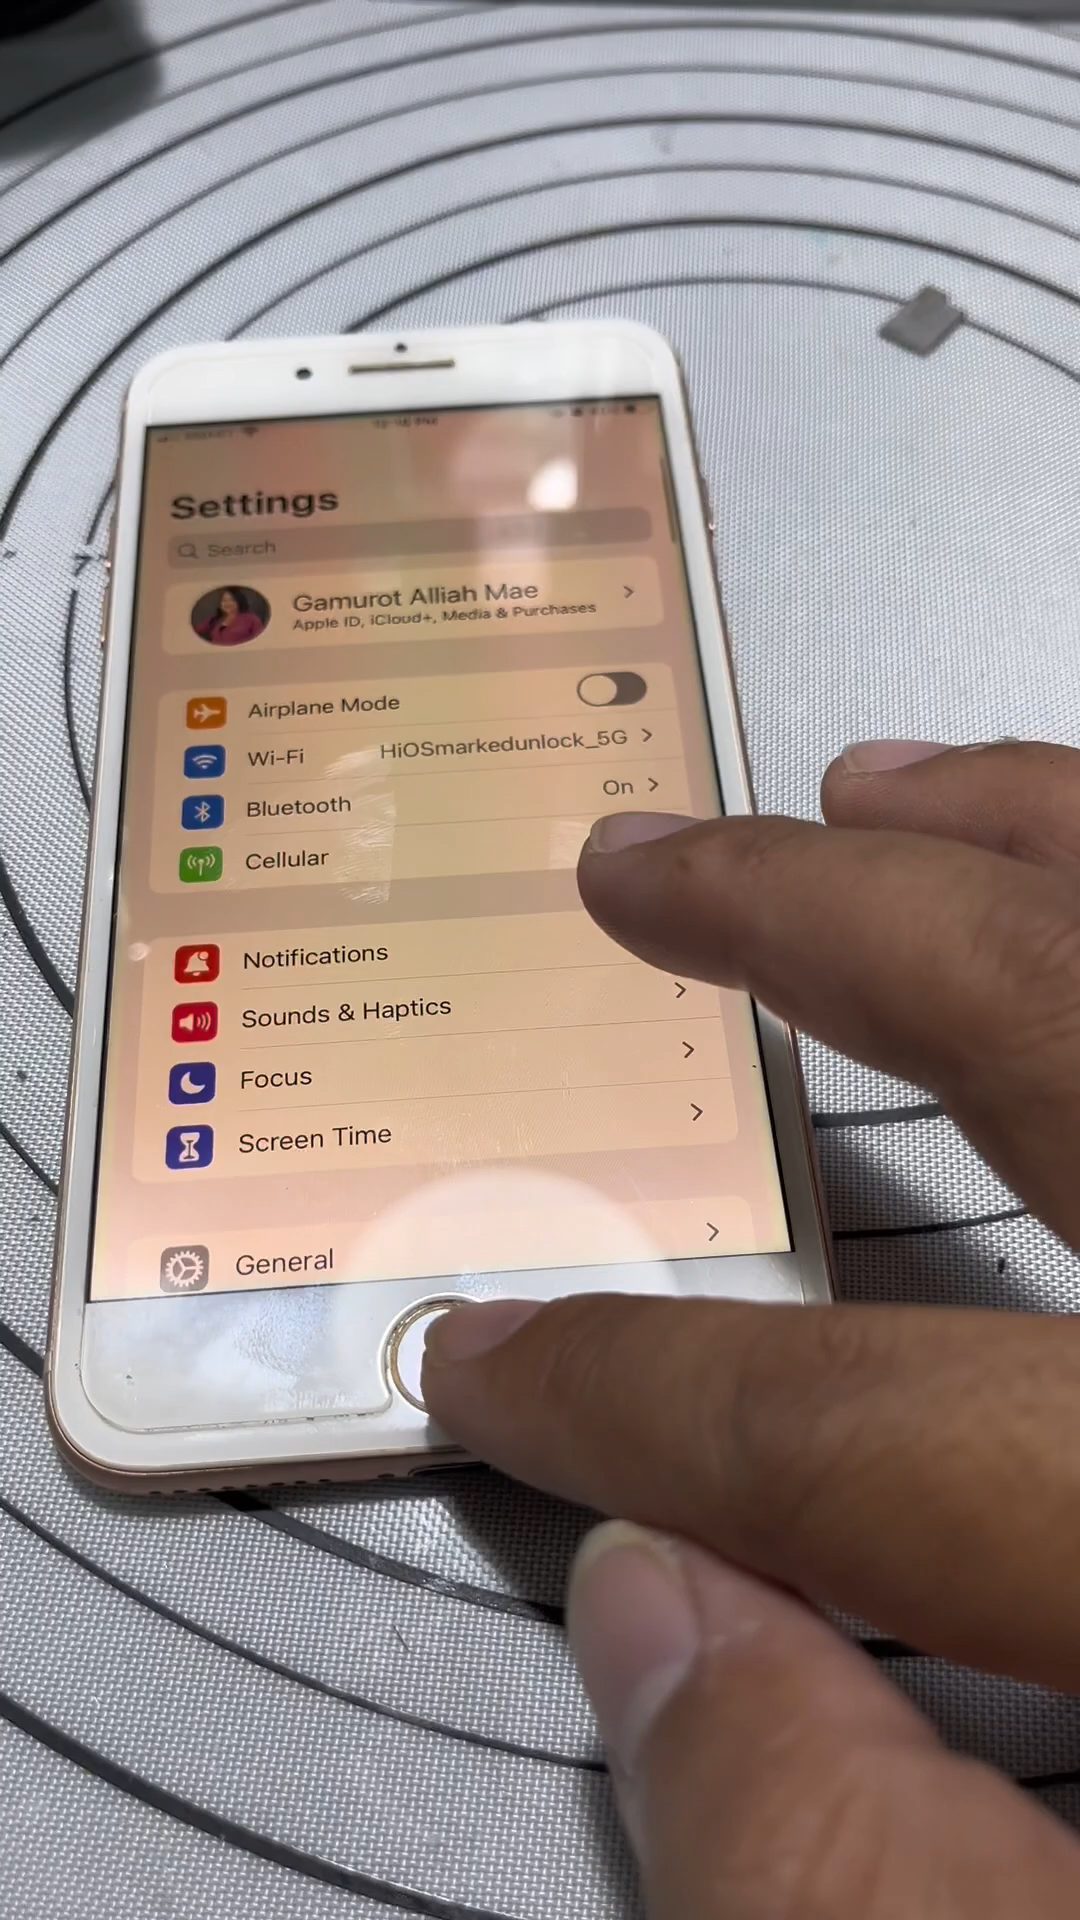 Settings
Search
Gamurot Alliah Mae
Apple ID, iCloud+, Media & Purchases
Airplane Mode
Wi-Fi HiOSmarkedunlock_5G
Bluetooth On
Cellular
Notifications
Sounds & Haptics
Focus
Screen Time
General